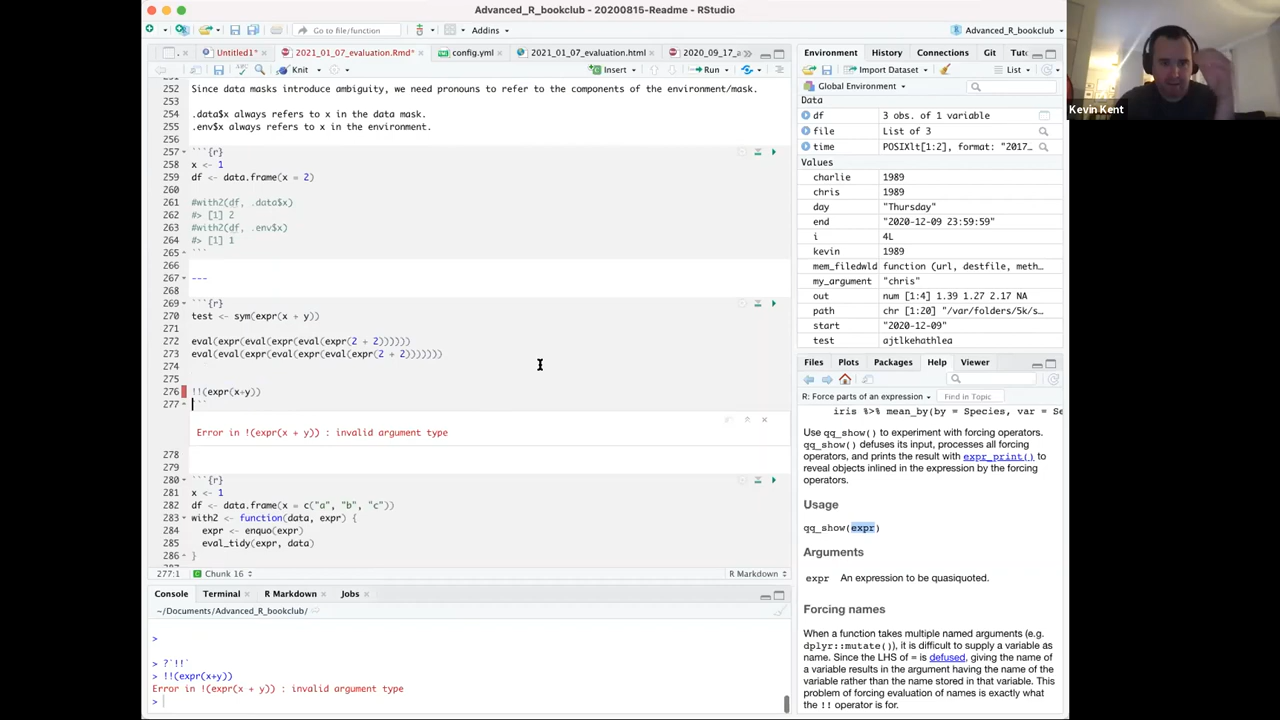 Advanced_R_bookclub - 20200815-Readme - RStudio
Go to file/function
Addins
Advanced_R_bookclub
Untitled1*
2021_01_07_evaluation.Rmd*
config.yml
2021_01_07_evaluation.html
2020_09_17_a
Knit
Insert
Run
251
252 Since data masks introduce ambiguity, we need pronouns to refer to the components of the environment/mask.
253
254 .data$x always refers to x in the data mask.
255 .env$x always refers to x in the environment.
256
257 ```{r}
258 x <- 1
259 df <- data.frame(x = 2)
260
261 #with2(df, .data$x)
262 #> [1] 2
263 #with2(df, .env$x)
264 #> [1] 1
265 ```
266
267 ---
268
269 ```{r}
270 test <- sym(expr(x + y))
271
272 eval(expr(eval(expr(eval(expr(2 + 2))))))
273 eval(eval(expr(eval(expr(eval(expr(2 + 2)))))))
274
275
276 !!(expr(x+y))
277 ```
Error in !(expr(x + y)) : invalid argument type
278
279
280 ```{r}
281 x <- 1
282 df <- data.frame(x = c("a", "b", "c"))
283 with2 <- function(data, expr) {
284 expr <- enquo(expr)
285 eval_tidy(expr, data)
286 }
277:1 Chunk 16 R Markdown
Console Terminal R Markdown Jobs
~/Documents/Advanced_R_bookclub/
>
> ?`!!`
> !!(expr(x+y))
Error in !(expr(x + y)) : invalid argument type
>
Environment History Connections Git Tut
Import Dataset List
Global Environment
Data
df 3 obs. of 1 variable
file List of 3
time POSIXlt[1:2], format: "2017…
Values
charlie 1989
chris 1989
day "Thursday"
end "2020-12-09 23:59:59"
i 4L
kevin 1989
mem_filedwld function (url, destfile, meth…
my_argument "chris"
out num [1:4] 1.39 1.27 2.17 NA
path chr [1:20] "/var/folders/5k/s…
start "2020-12-09"
test ajtlkehathlea
Files Plots Packages Help Viewer
R: Force parts of an expression Find in Topic
iris %>% mean_by(by = Species, var = Se
Use qq_show() to experiment with forcing operators.
qq_show() defuses its input, processes all forcing
operators, and prints the result with expr_print() to
reveal objects inlined in the expression by the forcing
operators.
Usage
qq_show(expr)
Arguments
expr An expression to be quasiquoted.
Forcing names
When a function takes multiple named arguments (e.g.
dplyr::mutate()), it is difficult to supply a variable as
name. Since the LHS of = is defused, giving the name of
a variable results in the argument having the name of the
variable rather than the name stored in that variable. This
problem of forcing evaluation of names is exactly what
the !! operator is for.
Kevin Kent